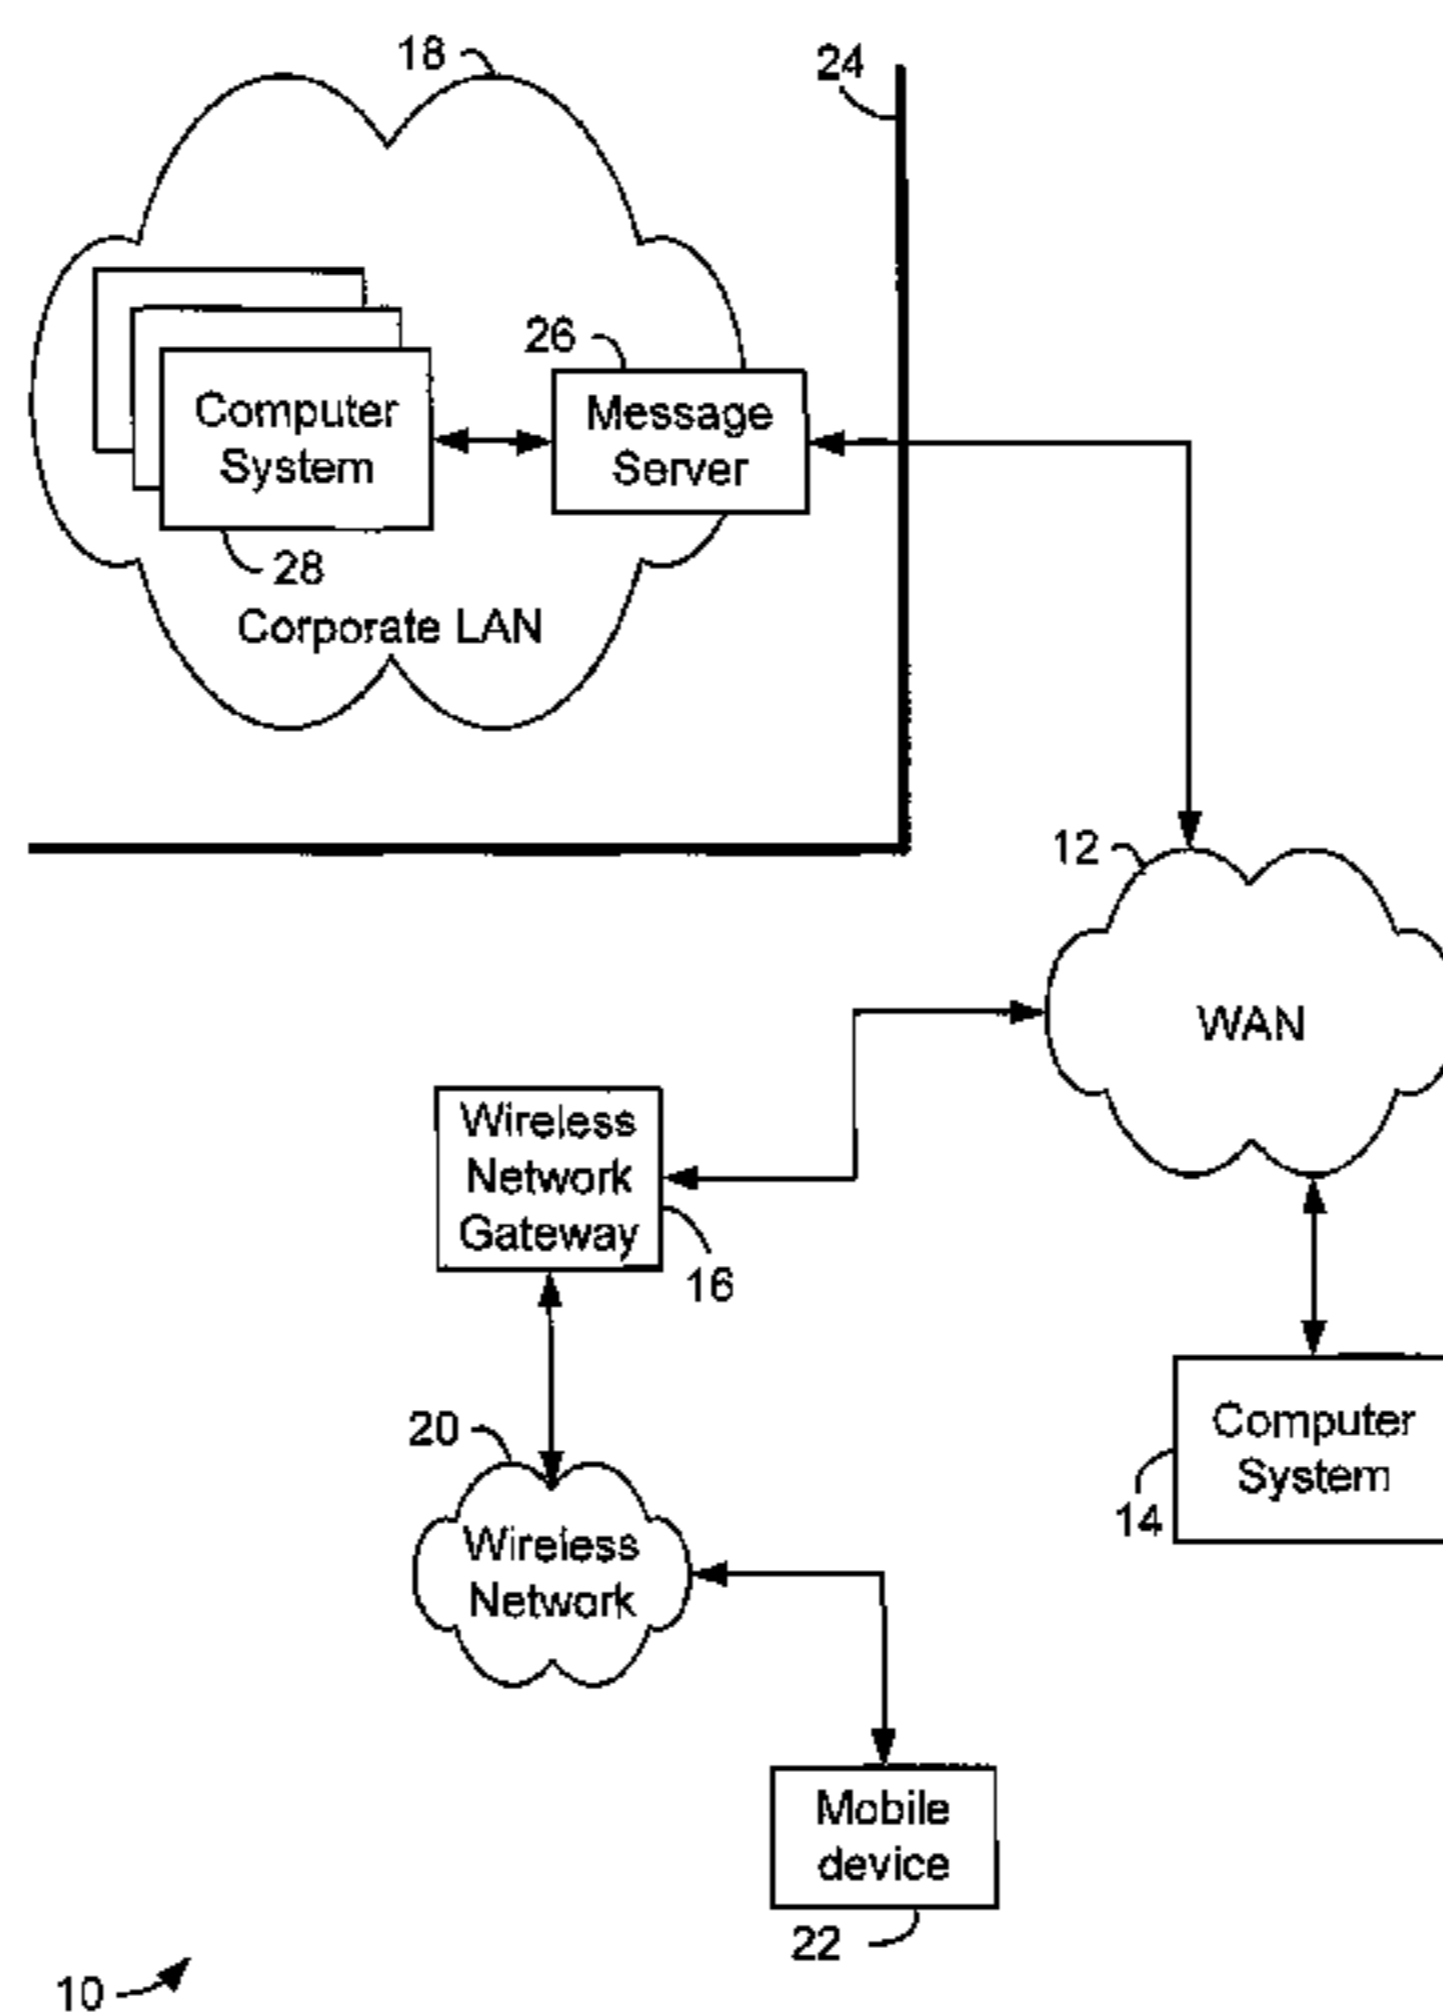 18
24
26
Computer
System
Message
Server
28
Corporate LAN
12
WAN
Wireless
Network
Gateway
16
20
Computer
System
14
Wireless
Network
Mobile
device
22
10